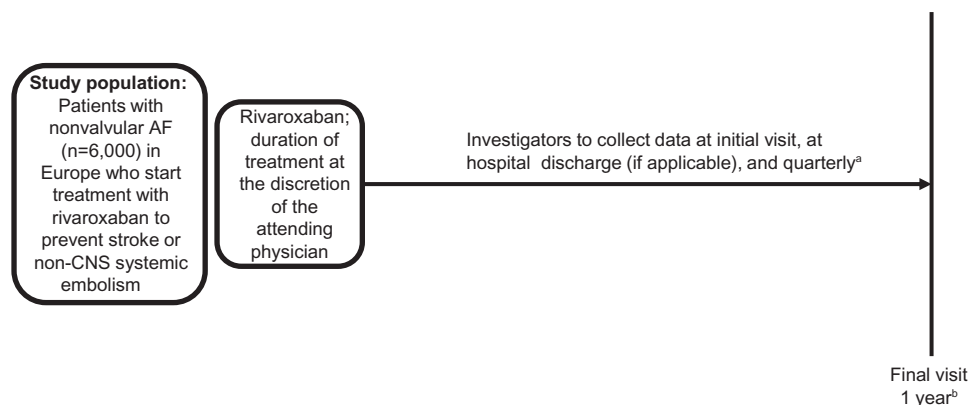 Study population:
Patients with
nonvalvular AF
(n=6,000) in
Europe who start
treatment with
rivaroxaban to
prevent stroke or
non-CNS systemic
embolism
Rivaroxaban;
duration of
treatment at
the discretion
of the
attending
physician
Investigators to collect data at initial visit, at
hospital discharge (if applicable), and quarterlyᵃ
Final visit
1 yearᵇ